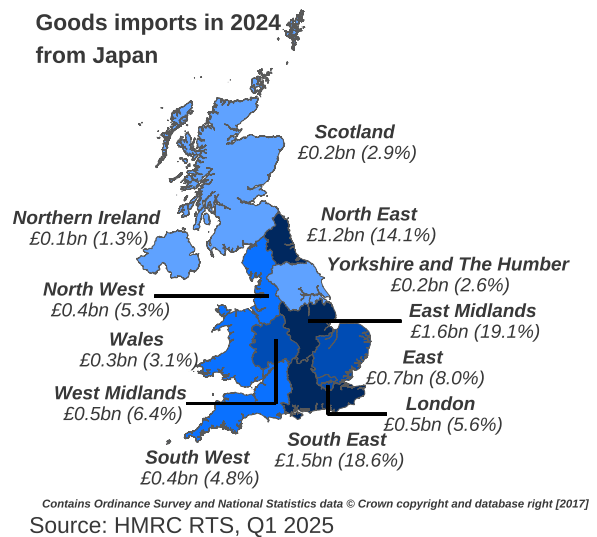 Goods imports in 2024
from Japan
Scotland
£0.2bn (2.9%)
Northern Ireland
£0.1bn (1.3%)
North East
£1.2bn (14.1%)
Yorkshire and The Humber
£0.2bn (2.6%)
North West
£0.4bn (5.3%)
East Midlands
£1.6bn (19.1%)
Wales
£0.3bn (3.1%)
East
£0.7bn (8.0%)
West Midlands
£0.5bn (6.4%)
London
£0.5bn (5.6%)
South East
£1.5bn (18.6%)
South West
£0.4bn (4.8%)
Contains Ordinance Survey and National Statistics data © Crown copyright and database right [2017]
Source: HMRC RTS, Q1 2025